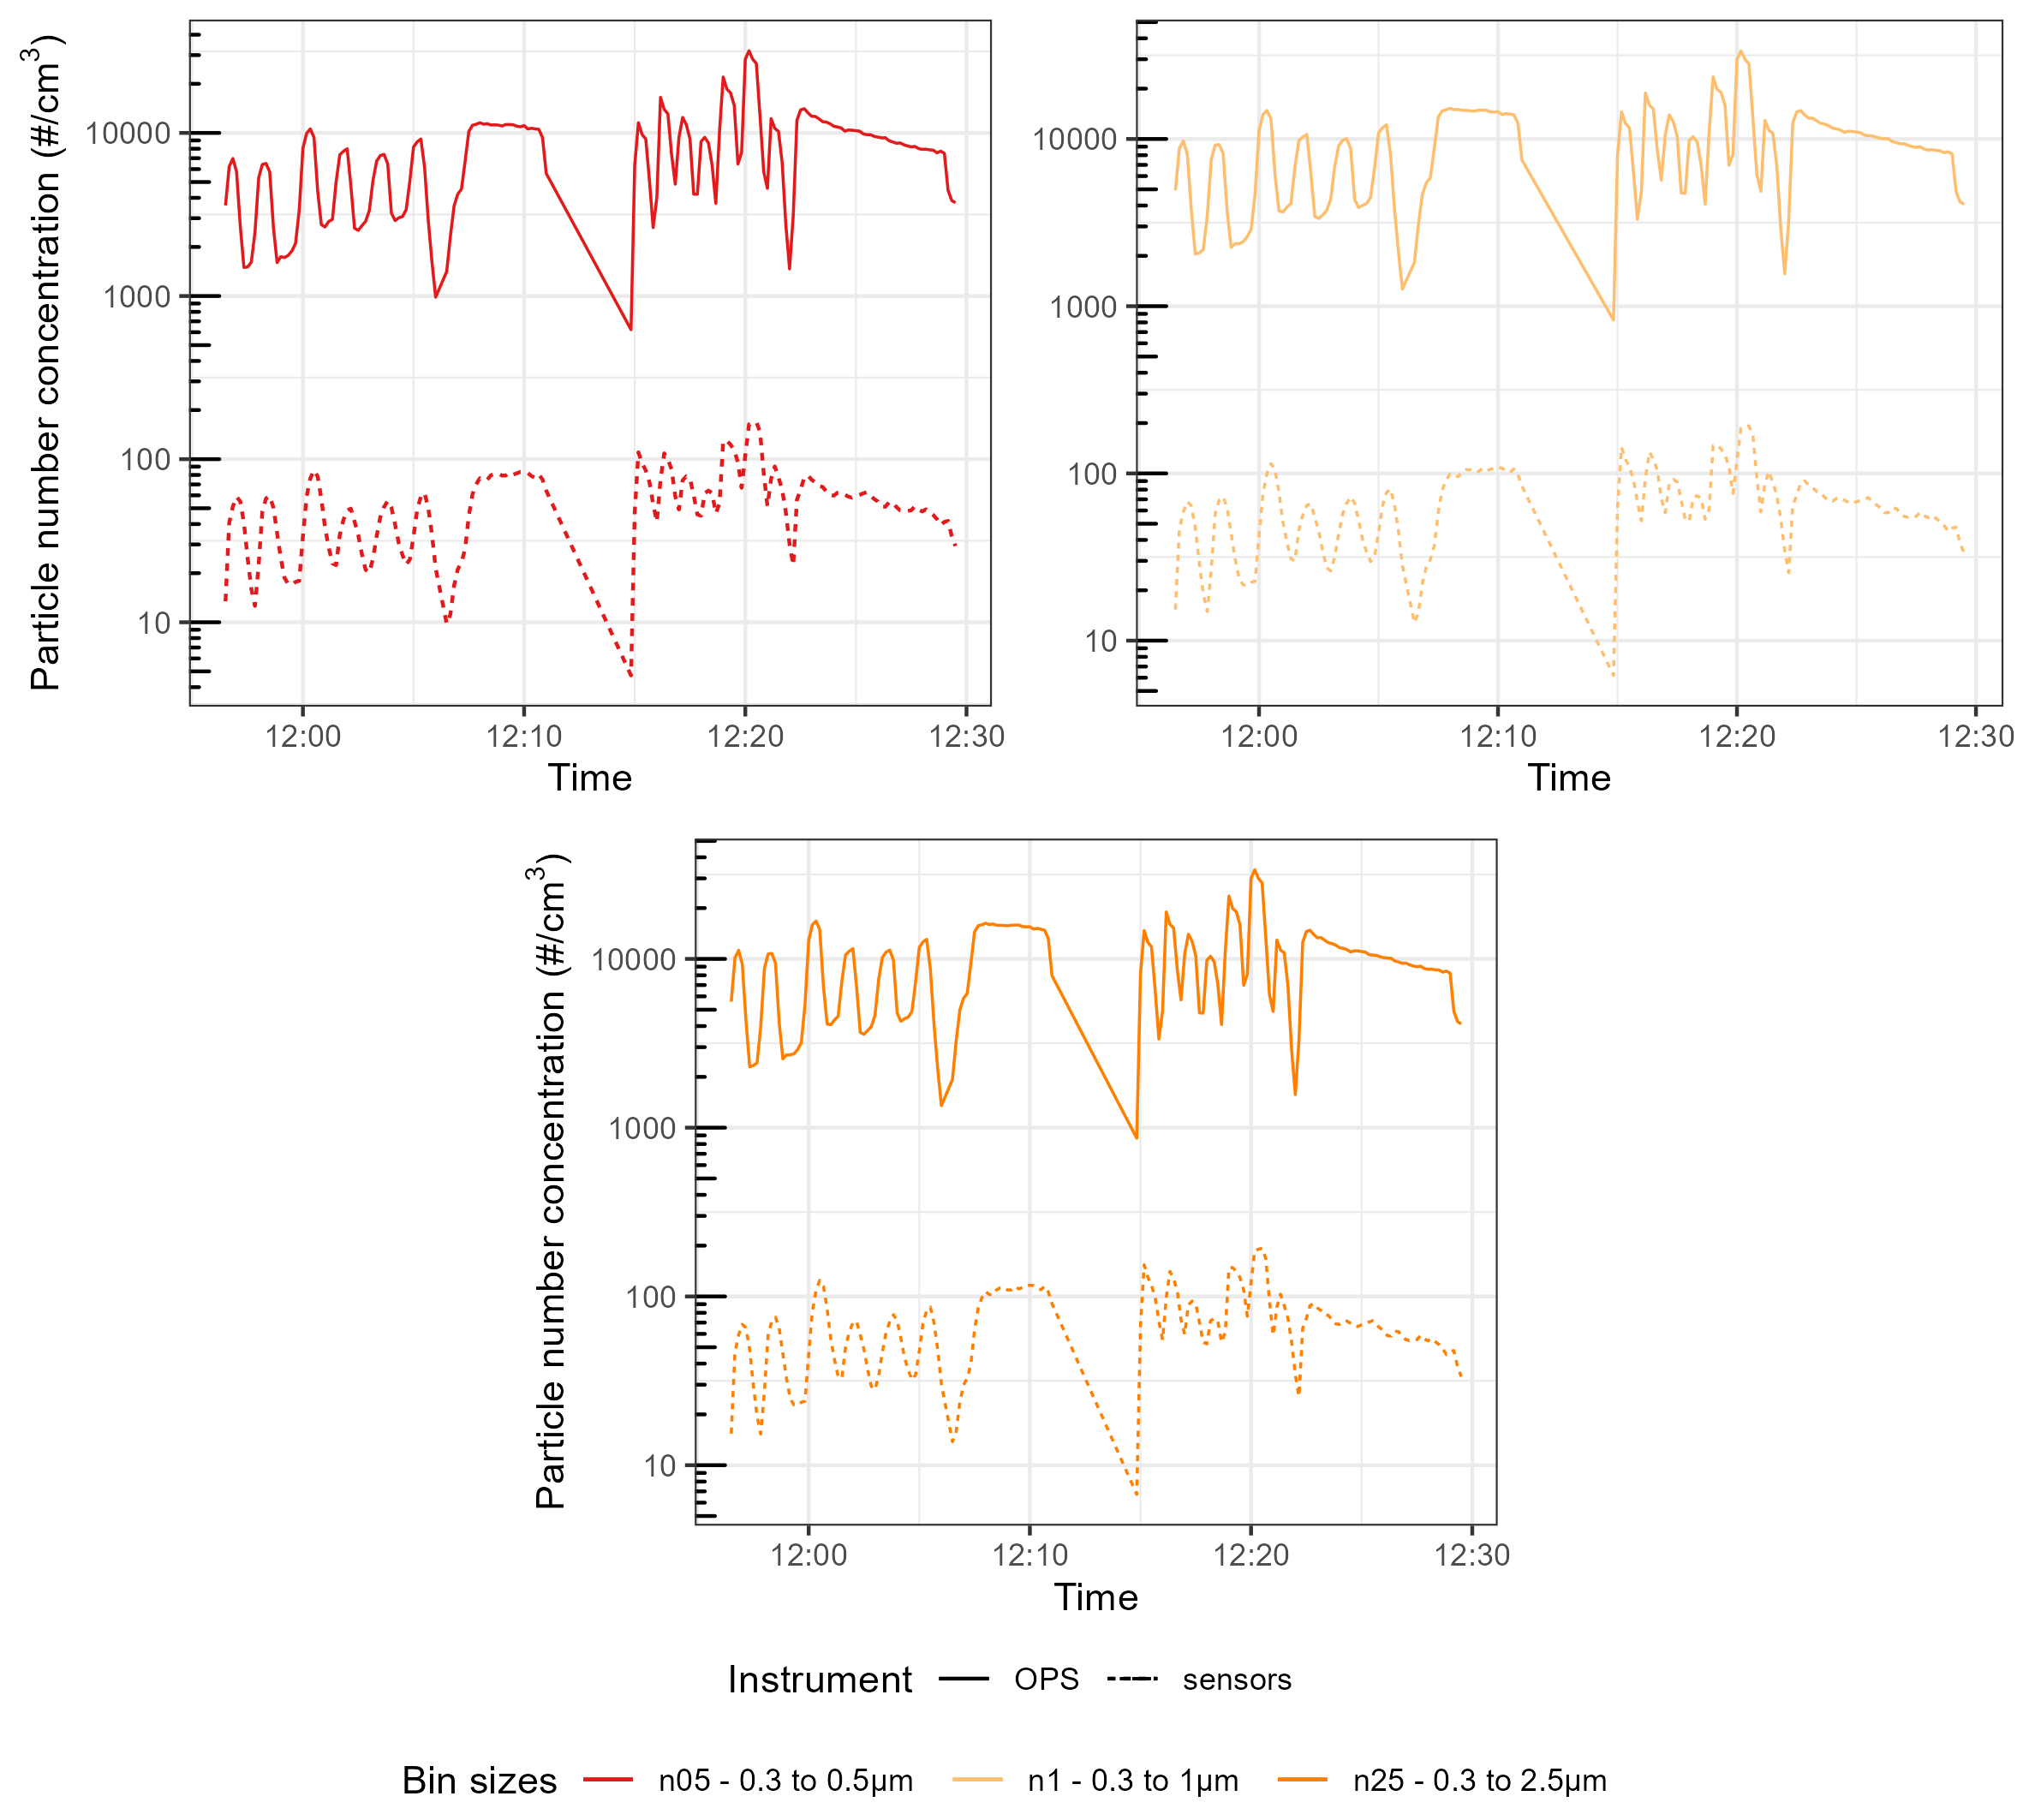 Particle number concentration (#/cm³)
10000
1000
100
10
12:00 12:10 12:20 12:30
Time
10000
1000
100
10
12:00 12:10 12:20 12:30
Time
Particle number concentration (#/cm³)
10000
1000
100
10
12:00 12:10 12:20 12:30
Time
Instrument OPS sensors
Bin sizes n05 - 0.3 to 0.5µm n1 - 0.3 to 1µm n25 - 0.3 to 2.5µm